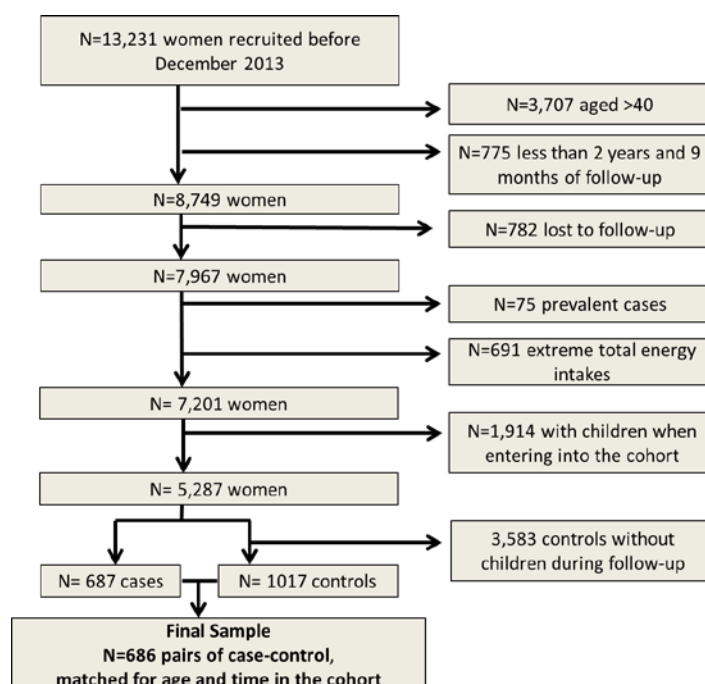 N=13,231 women recruited before
December 2013
N=3,707 aged >40
N=775 less than 2 years and 9
months of follow-up
N=8,749 women
N=782 lost to follow-up
N=7,967 women
N=75 prevalent cases
N=691 extreme total energy
intakes
N= 7,201 women
N=1,914 with children when
entering into the cohort
N= 5,287 women
3,583 controls without
children during follow-up
N= 687 cases
N= 1017 controls
Final Sample
N=686 pairs of case-control,
matched for age and time in the cohort